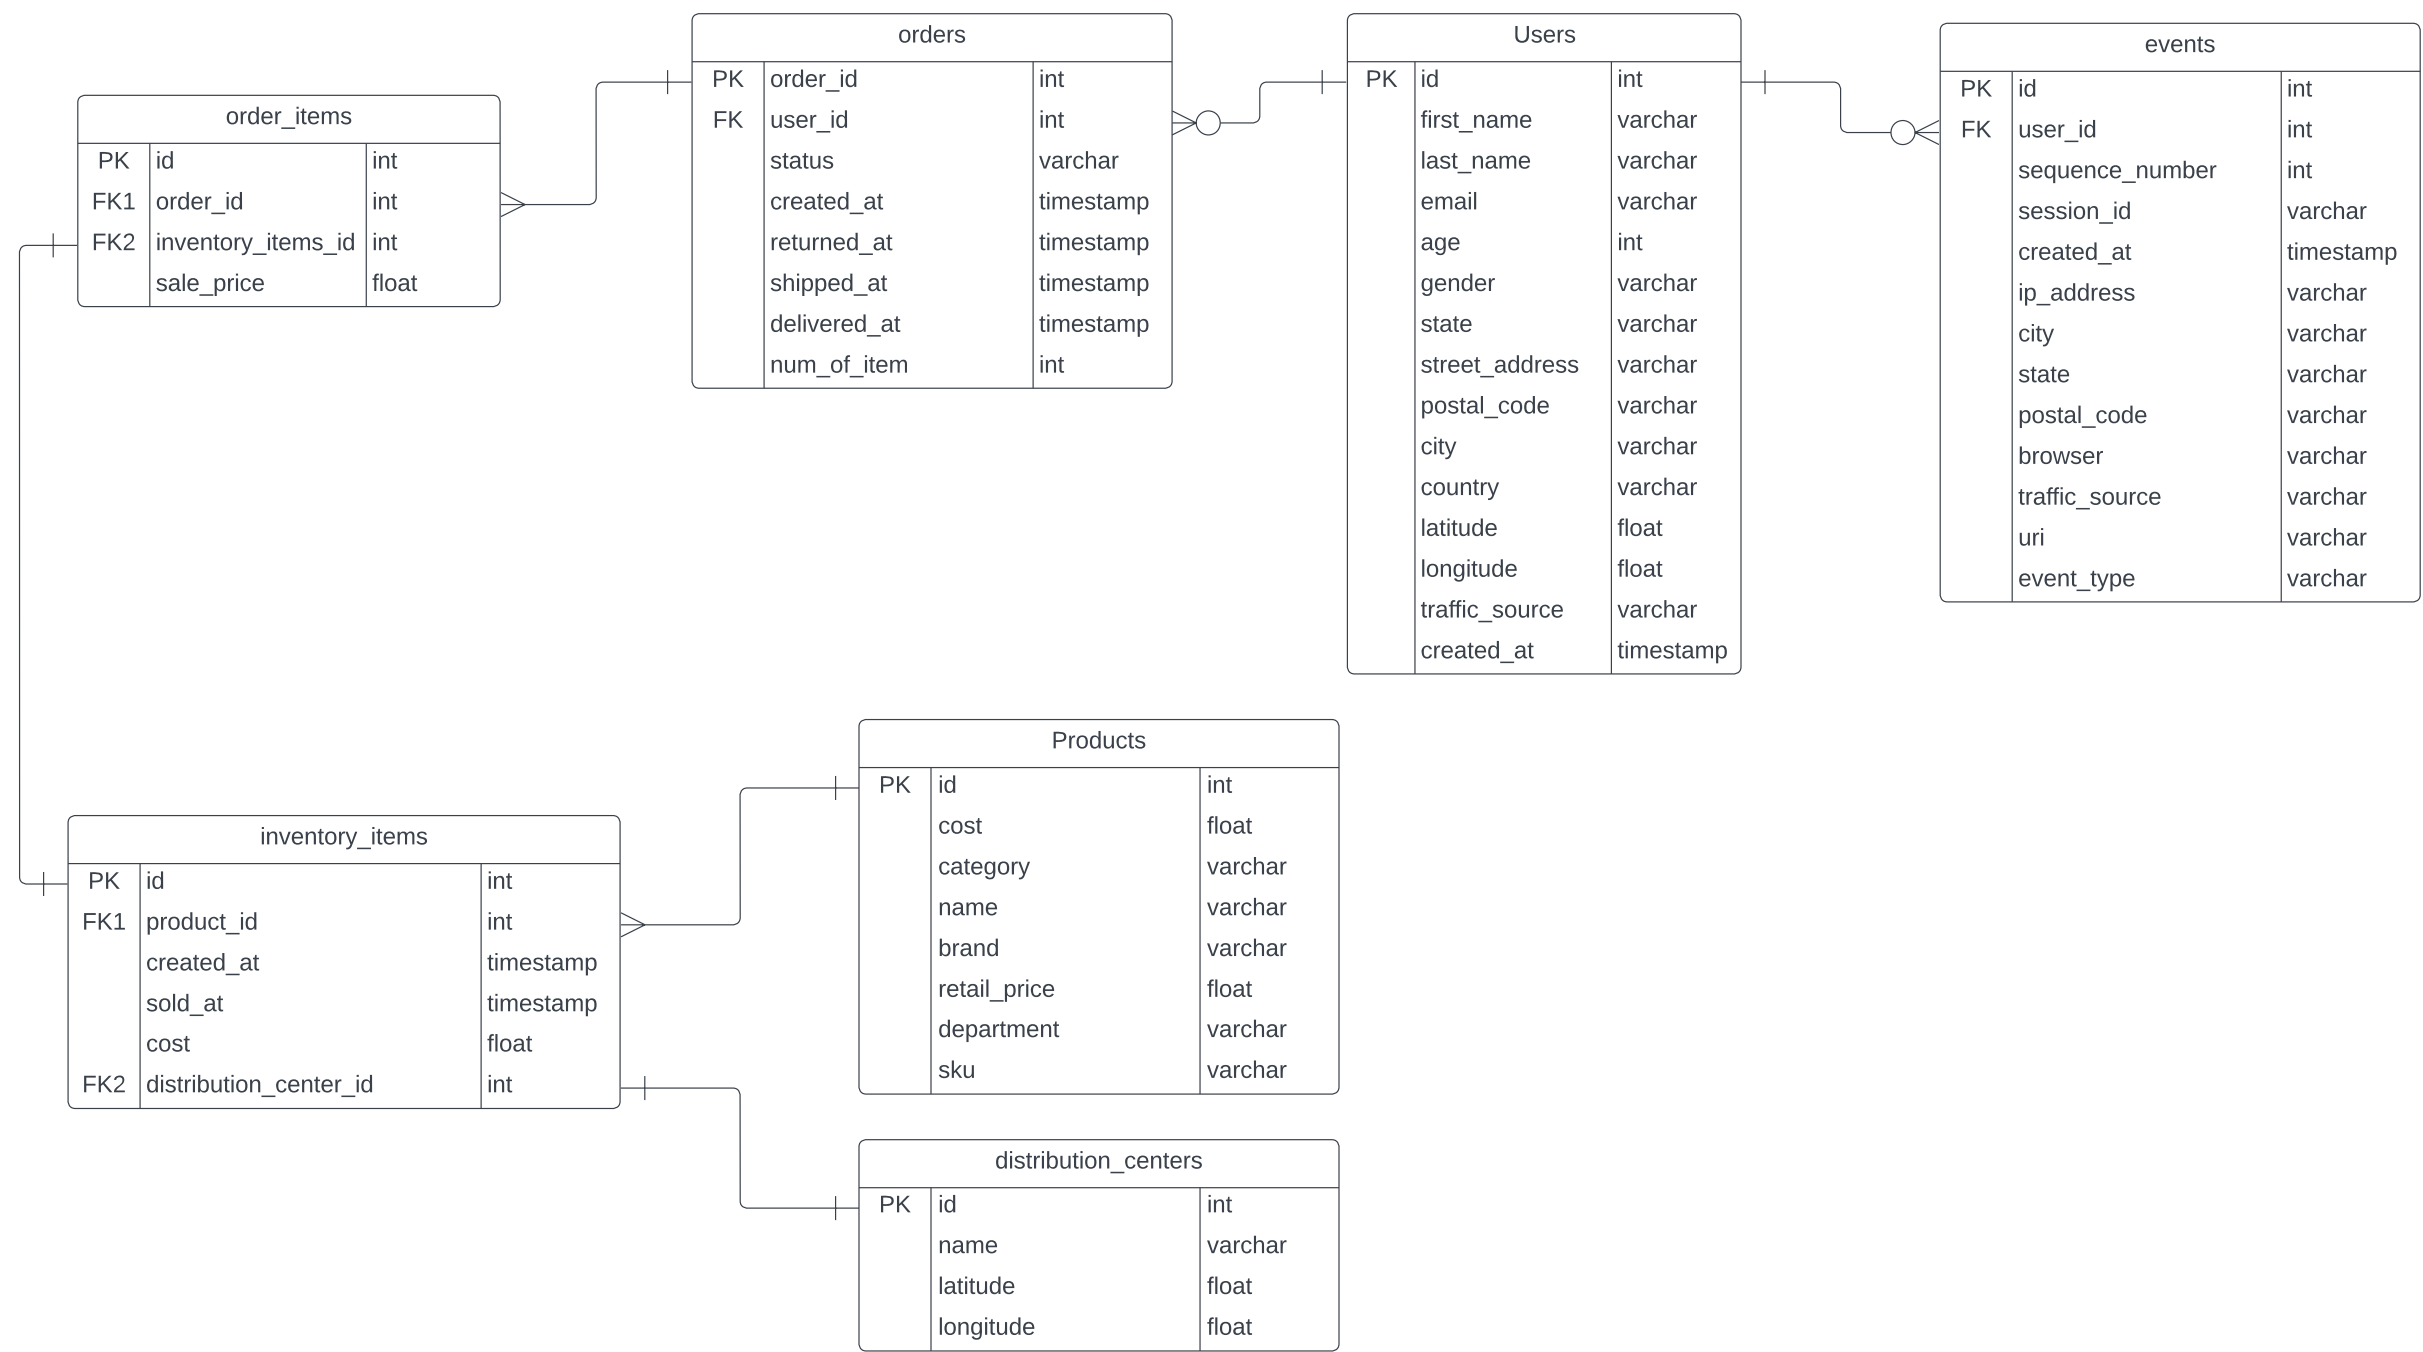 orders
PK order_id int
FK user_id int
status varchar
created_at timestamp
returned_at timestamp
shipped_at timestamp
delivered_at timestamp
num_of_item int
Users
PK id int
first_name varchar
last_name varchar
email varchar
age int
gender varchar
state varchar
street_address varchar
postal_code varchar
city varchar
country varchar
latitude float
longitude float
traffic_source varchar
created_at timestamp
events
PK id int
FK user_id int
sequence_number int
session_id varchar
created_at timestamp
ip_address varchar
city varchar
state varchar
postal_code varchar
browser varchar
traffic_source varchar
uri varchar
event_type varchar
order_items
PK id int
FK1 order_id int
FK2 inventory_items_id int
sale_price float
Products
PK id int
cost float
category varchar
name varchar
brand varchar
retail_price float
department varchar
sku varchar
inventory_items
PK id int
FK1 product_id int
created_at timestamp
sold_at timestamp
cost float
FK2 distribution_center_id int
distribution_centers
PK id int
name varchar
latitude float
longitude float